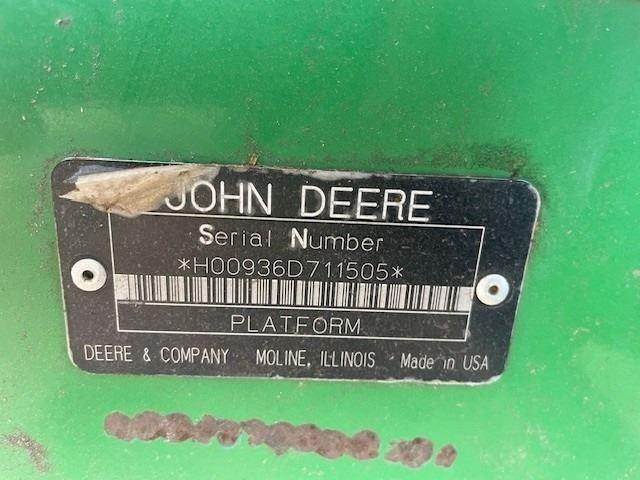 JOHN DEERE
Serial Number
*H00936D711505*
PLATFORM
DEERE & COMPANY MOLINE, ILLINOIS Made in USA